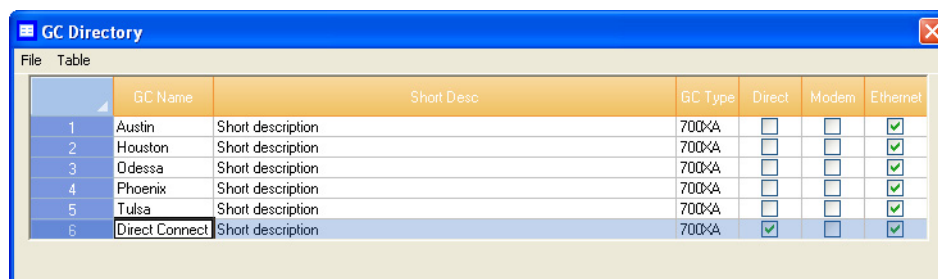 GC Directory
File Table
GC Name Short Desc GC Type Direct Modem Ethernet
1 Austin Short description 700XA
2 Houston Short description 700XA
3 Odessa Short description 700XA
4 Phoenix Short description 700XA
5 Tulsa Short description 700XA
6 Direct Connect Short description 700XA